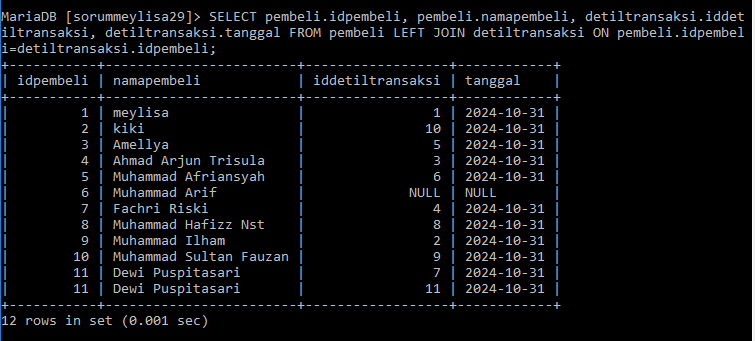 MariaDB [sorummeylisa29]> SELECT pembeli.idpembeli, pembeli.namapembeli, detiltransaksi.iddet
iltransaksi, detiltransaksi.tanggal FROM pembeli LEFT JOIN detiltransaksi ON pembeli.idpembel
i=detiltransaksi.idpembeli;
+-----------+------------------------+------------------+------------+
| idpembeli | namapembeli            | iddetiltransaksi | tanggal    |
+-----------+------------------------+------------------+------------+
|         1 | meylisa                |                1 | 2024-10-31 |
|         2 | kiki                   |               10 | 2024-10-31 |
|         3 | Amellya                |                5 | 2024-10-31 |
|         4 | Ahmad Arjun Trisula    |                3 | 2024-10-31 |
|         5 | Muhammad Afriansyah    |                6 | 2024-10-31 |
|         6 | Muhammad Arif          |             NULL | NULL       |
|         7 | Fachri Riski           |                4 | 2024-10-31 |
|         8 | Muhammad Hafizz Nst    |                8 | 2024-10-31 |
|         9 | Muhammad Ilham         |                2 | 2024-10-31 |
|        10 | Muhammad Sultan Fauzan |                9 | 2024-10-31 |
|        11 | Dewi Puspitasari       |                7 | 2024-10-31 |
|        11 | Dewi Puspitasari       |               11 | 2024-10-31 |
+-----------+------------------------+------------------+------------+
12 rows in set (0.001 sec)